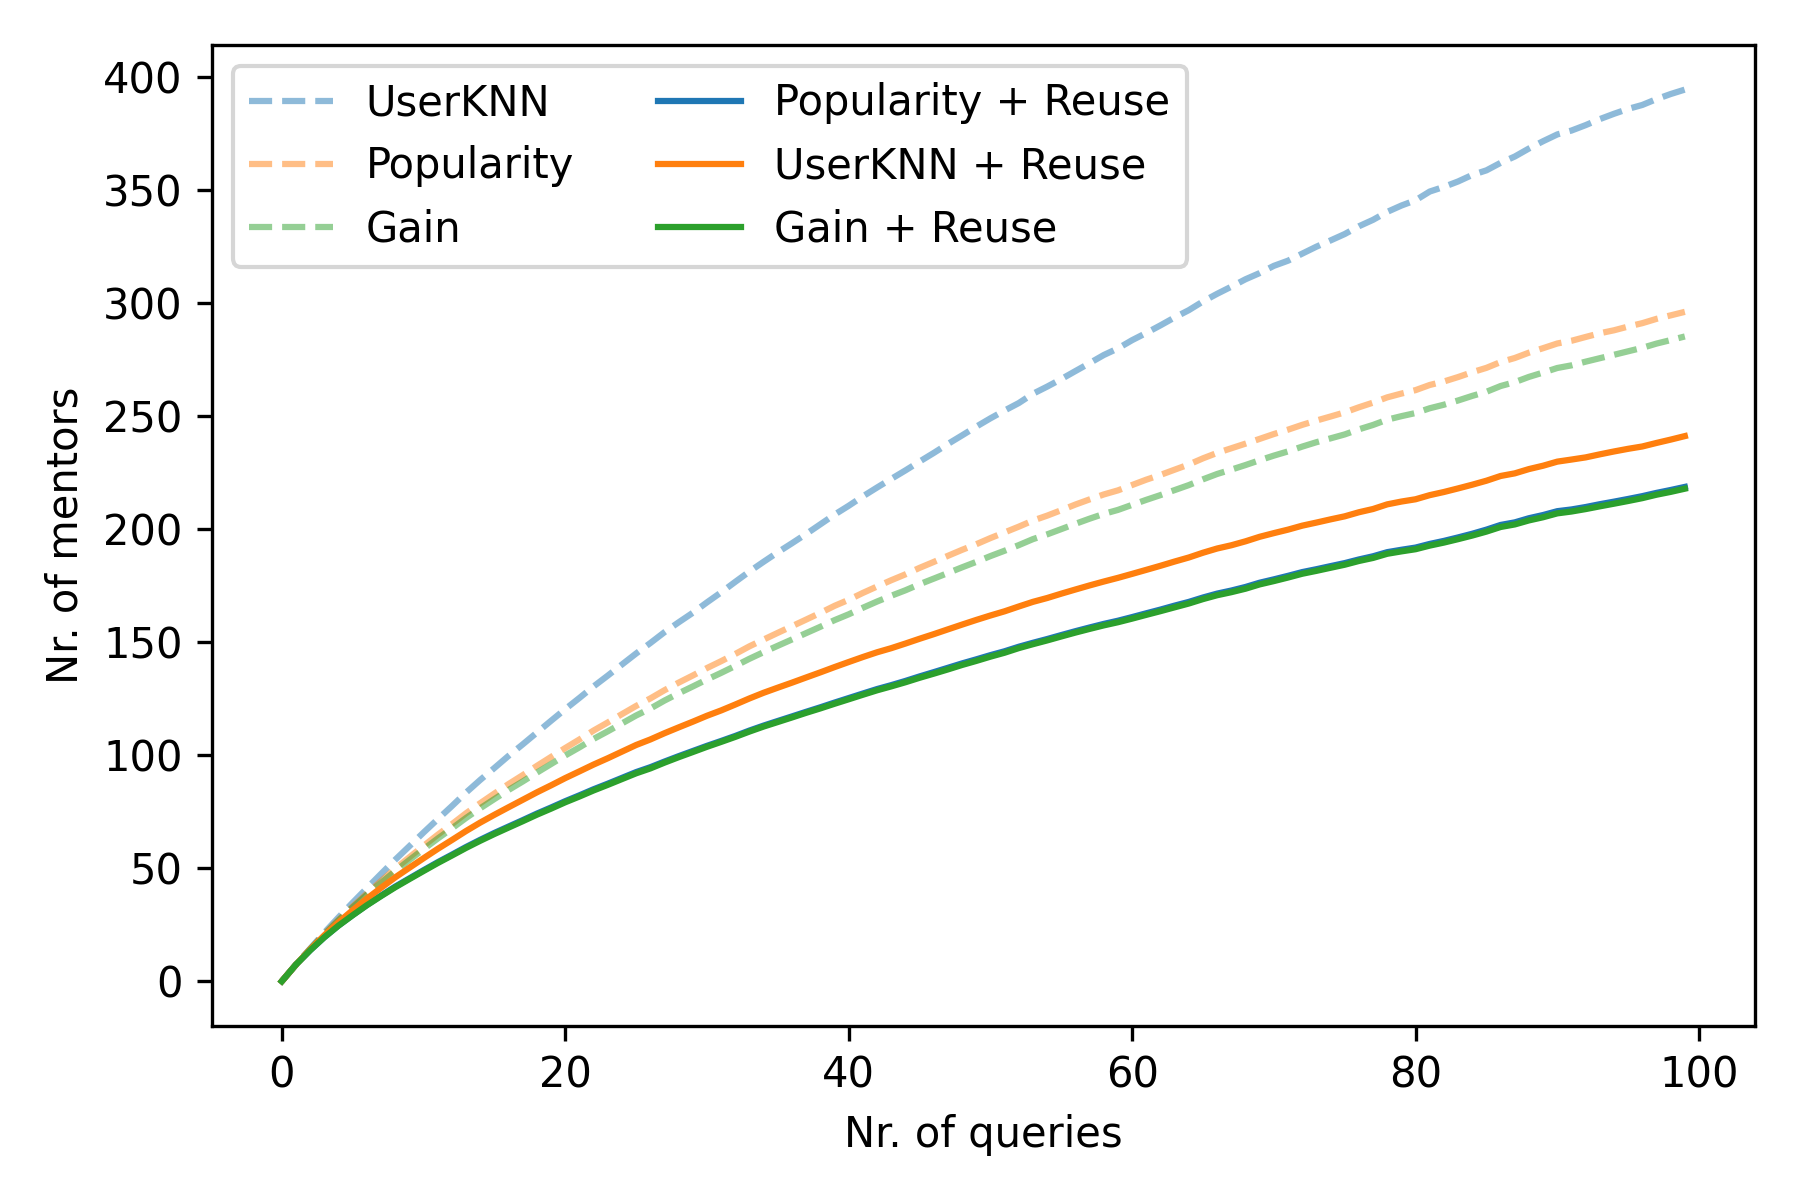 UserKNN
Popularity
Gain
Popularity + Reuse
UserKNN + Reuse
Gain + Reuse
Nr. of mentors
400
350
300
250
200
150
100
50
0
0 20 40 60 80 100
Nr. of queries